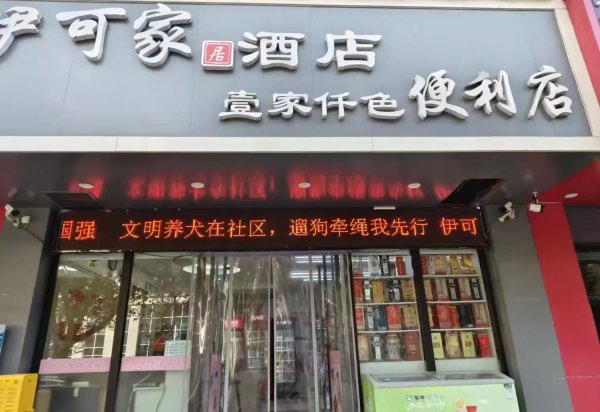 伊可家居酒店
壹家仟色便利店
国强 文明养犬在社区，遛狗牵绳我先行 伊可